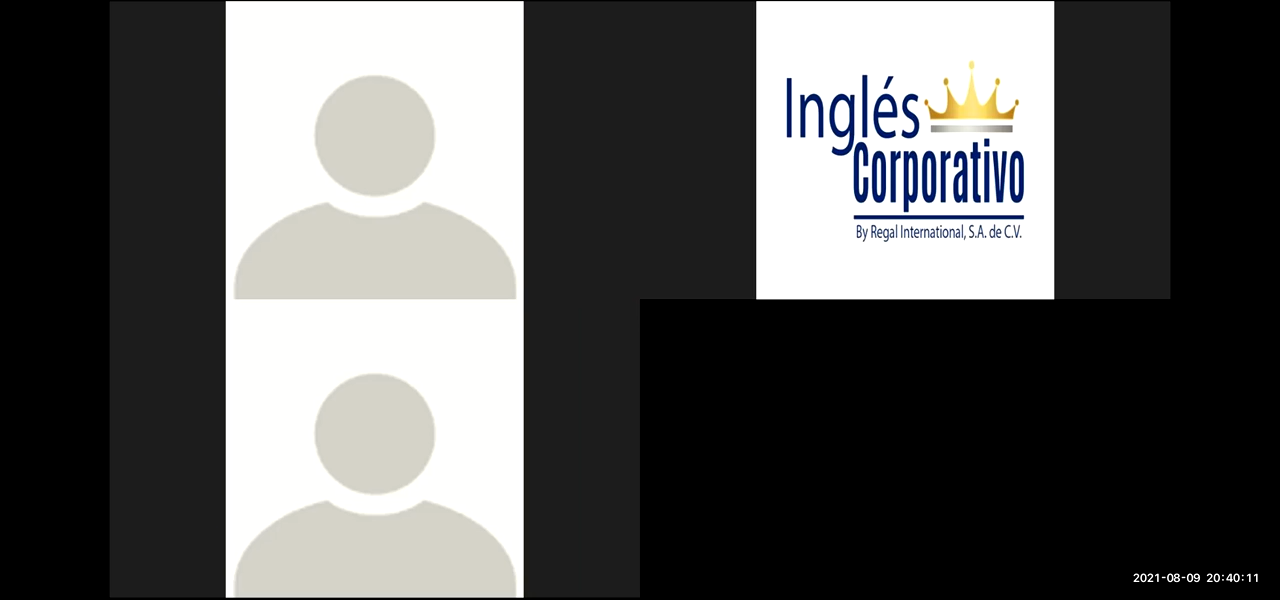 Inglés
Corporativo
By Regal International, S.A. de C.V.
2021-08-09 20:40:11